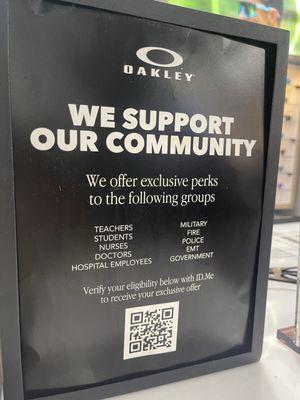 OAKLEY
WE SUPPORT
OUR COMMUNITY
We offer exclusive perks
to the following groups
TEACHERS
STUDENTS
NURSES
DOCTORS
HOSPITAL EMPLOYEES
MILITARY
FIRE
POLICE
EMT
GOVERNMENT
Verify your eligibility below with ID.Me
to receive your exclusive offer